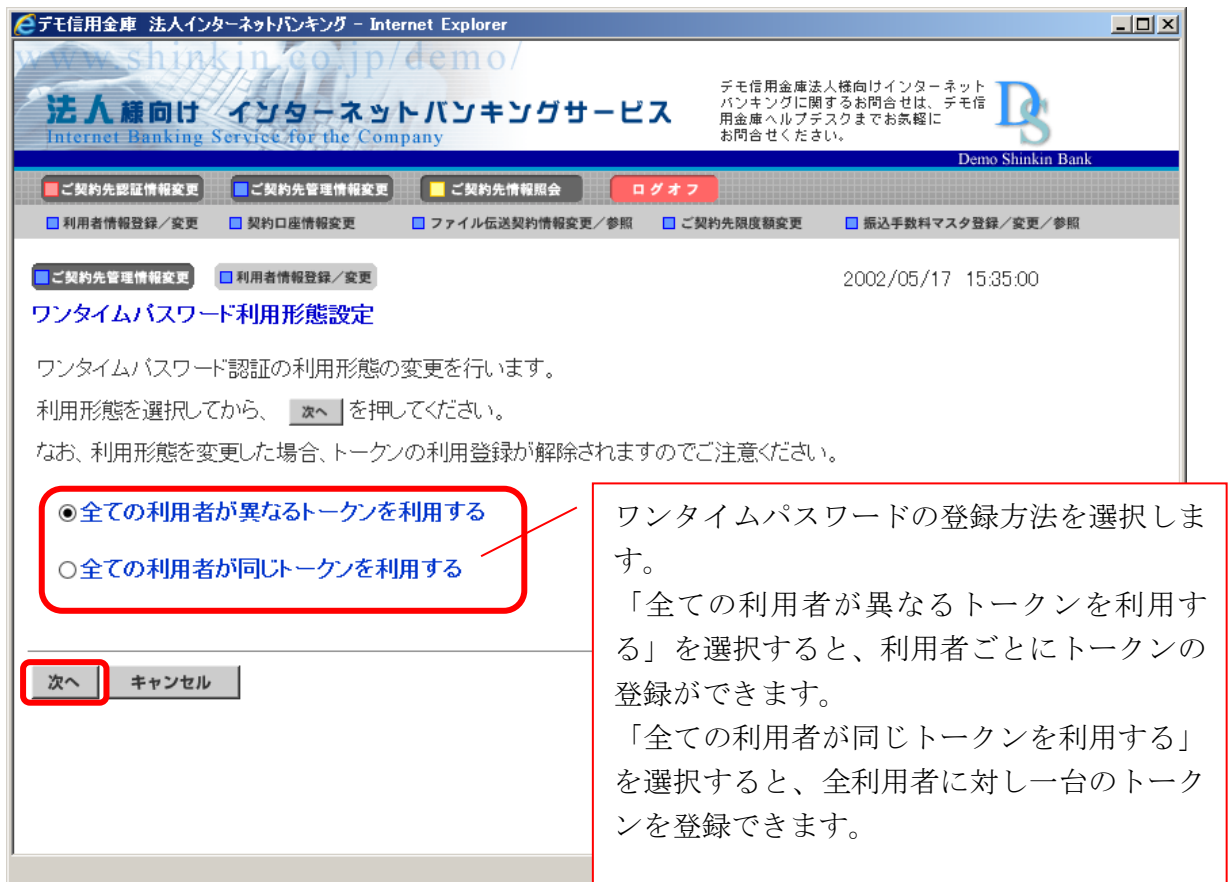 デモ信用金庫 法人インターネットバンキング - Internet Explorer
www.shinkin.co.jp/demo/
法人様向け インターネットバンキングサービス
Internet Banking Service for the Company
デモ信用金庫法人様向けインターネット
バンキングに関するお問合せは、デモ信
用金庫ヘルプデスクまでお気軽に
お問合せください。
DS
Demo Shinkin Bank
ご契約先認証情報変更 ご契約先管理情報変更 ご契約先情報照会 ログオフ
利用者情報登録/変更 契約口座情報変更 ファイル伝送契約情報変更/参照 ご契約先限度額変更 振込手数料マスタ登録/変更/参照
ご契約先管理情報変更 利用者情報登録/変更 2002/05/17 15:35:00
ワンタイムパスワード利用形態設定
ワンタイムパスワード認証の利用形態の変更を行います。
利用形態を選択してから、 次へ を押してください。
なお、利用形態を変更した場合、トークンの利用登録が解除されますのでご注意ください。
全ての利用者が異なるトークンを利用する
全ての利用者が同じトークンを利用する
次へ キャンセル
ワンタイムパスワードの登録方法を選択しま
す。
「全ての利用者が異なるトークンを利用す
る」を選択すると、利用者ごとにトークンの
登録ができます。
「全ての利用者が同じトークンを利用する」
を選択すると、全利用者に対し一台のトーク
ンを登録できます。